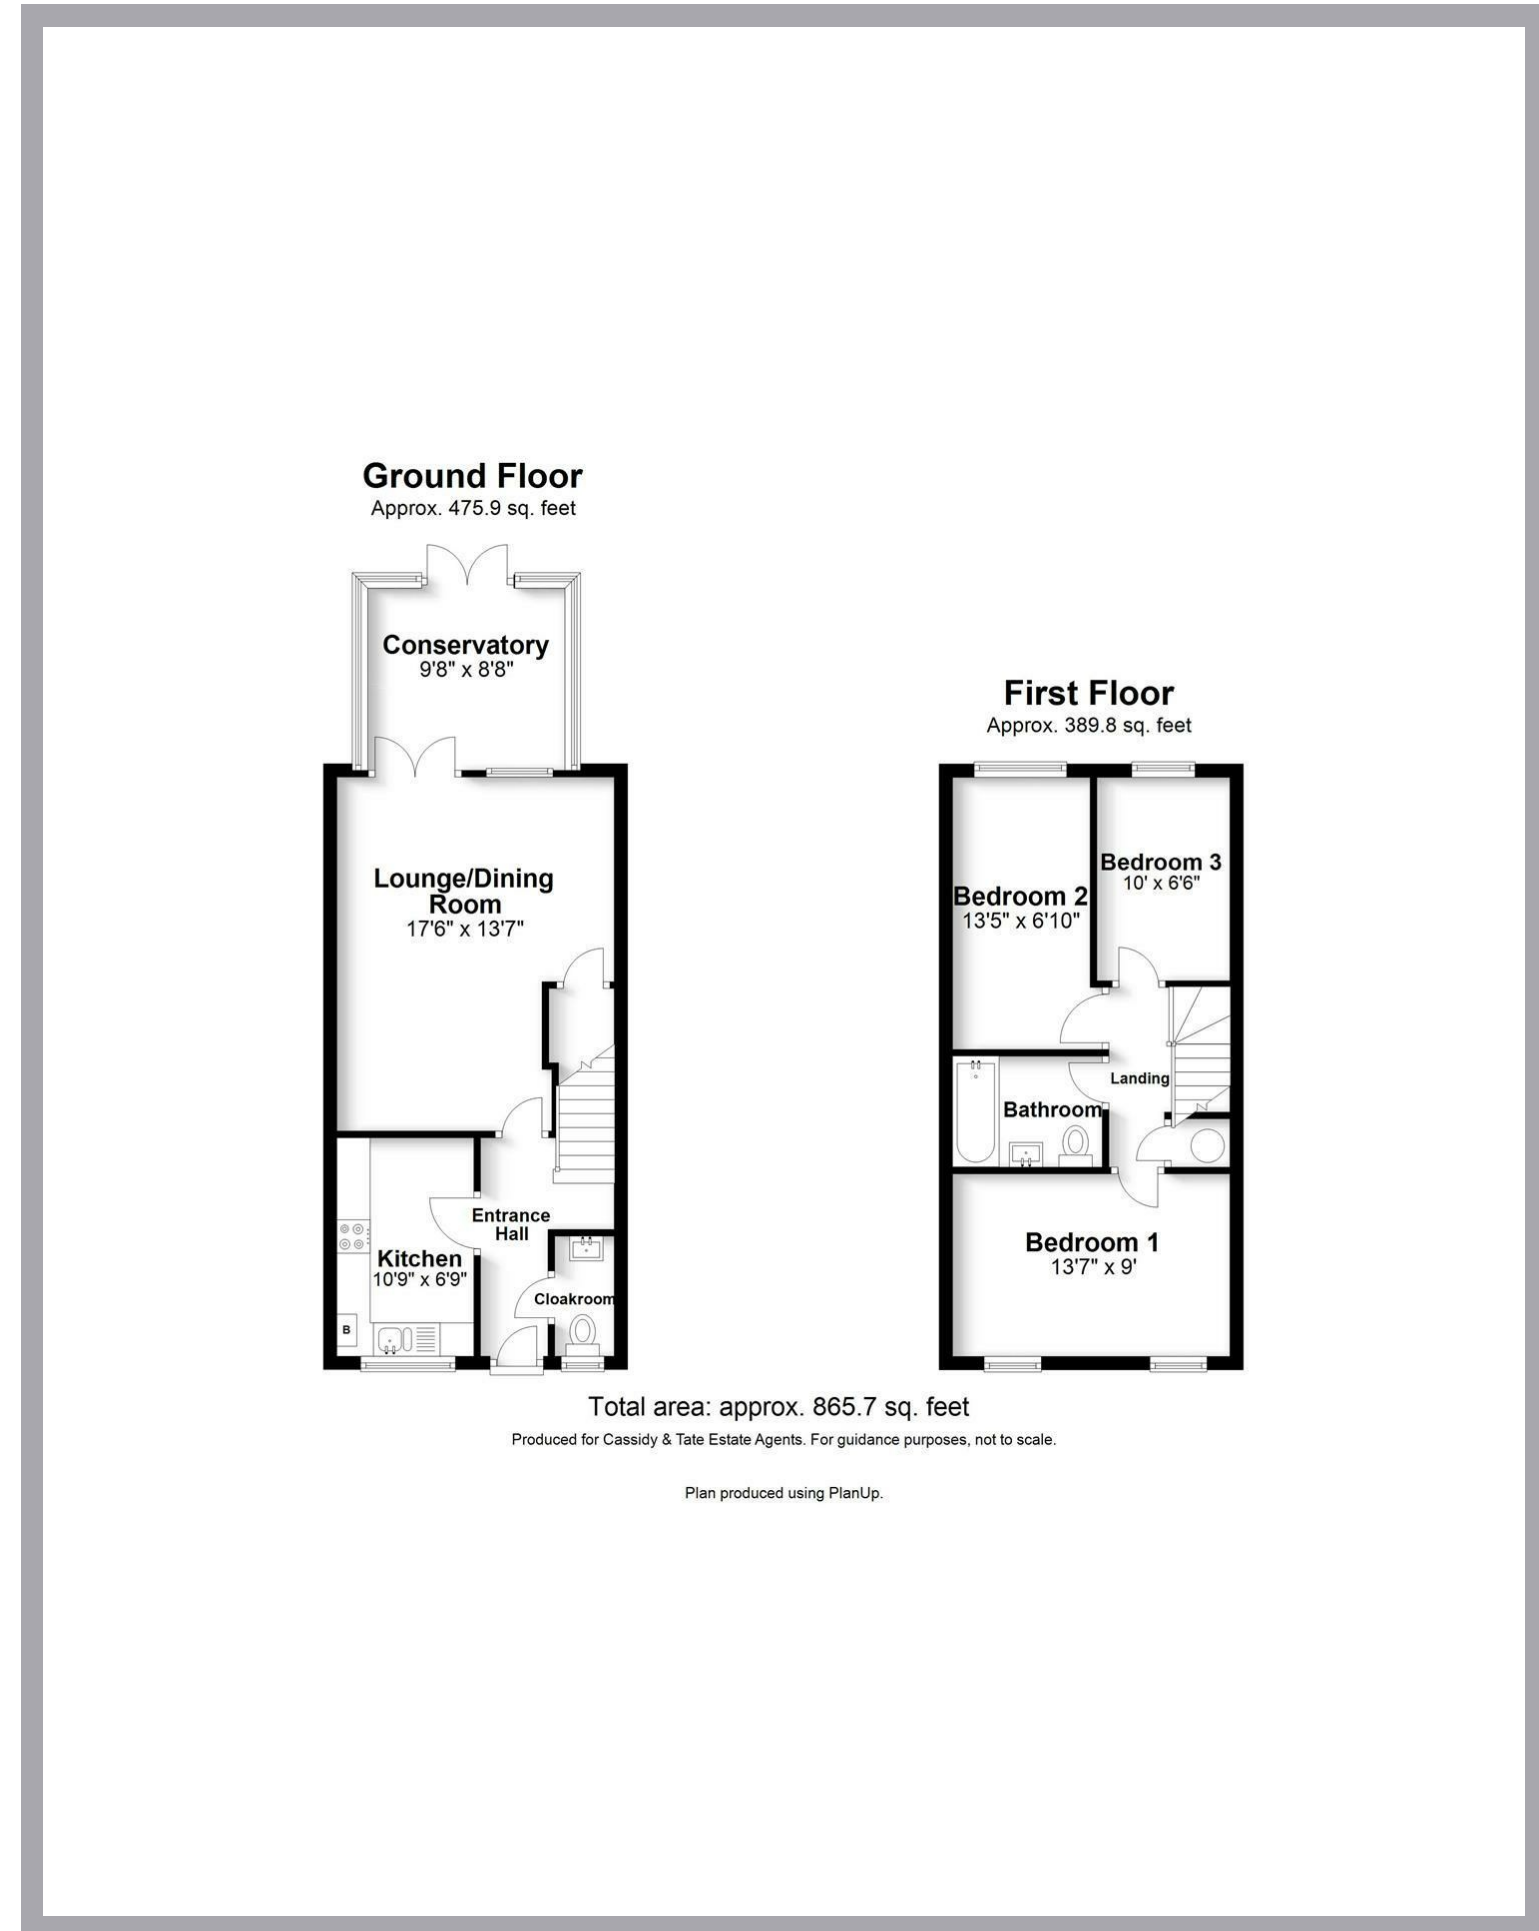 Ground Floor
Approx. 475.9 sq. feet
Conservatory
9'8" x 8'8"
Lounge/Dining
Room
17'6" x 13'7"
Entrance
Hall
Kitchen
10'9" x 6'9"
Cloakroom
B
First Floor
Approx. 389.8 sq. feet
Bedroom 3
10' x 6'6"
Bedroom 2
13'5" x 6'10"
Landing
Bathroom
Bedroom 1
13'7" x 9'
Total area: approx. 865.7 sq. feet
Produced for Cassidy & Tate Estate Agents. For guidance purposes, not to scale.
Plan produced using PlanUp.